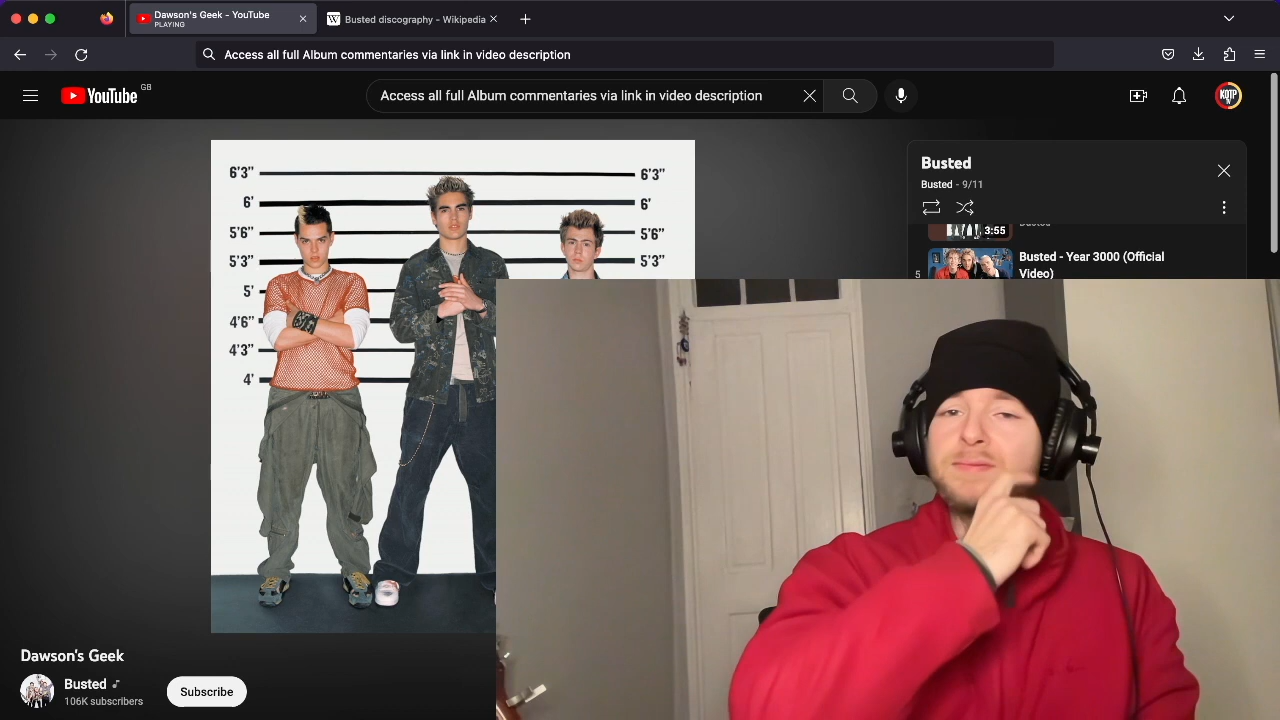 Dawson's Geek - YouTube
PLAYING
Busted discography - Wikipedia
Access all full Album commentaries via link in video description
YouTube GB
Access all full Album commentaries via link in video description
KOTP
Busted
Busted - 9/11
3:55
5
Busted - Year 3000 (Official
Video)
6'3" 6'3"
6' 6'
5'6" 5'6"
5'3" 5'3"
5'
4'6"
4'3"
4'
Dawson's Geek
Busted
106K subscribers
Subscribe